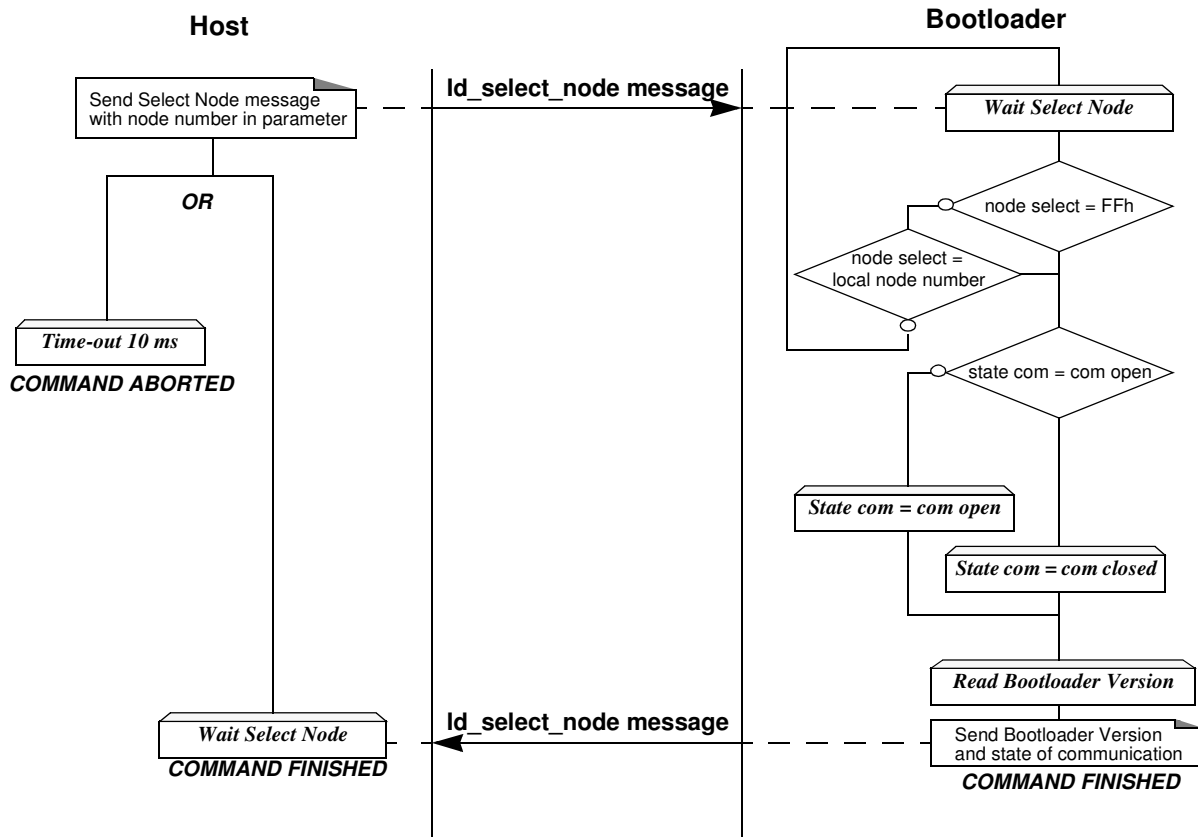 Host
Bootloader
Id_select_node message
Send Select Node message
with node number in parameter
Wait Select Node
OR
node select = FFh
node select =
local node number
Time-out 10 ms
COMMAND ABORTED
state com = com open
State com = com open
State com = com closed
Read Bootloader Version
Id_select_node message
Wait Select Node
COMMAND FINISHED
Send Bootloader Version
and state of communication
COMMAND FINISHED